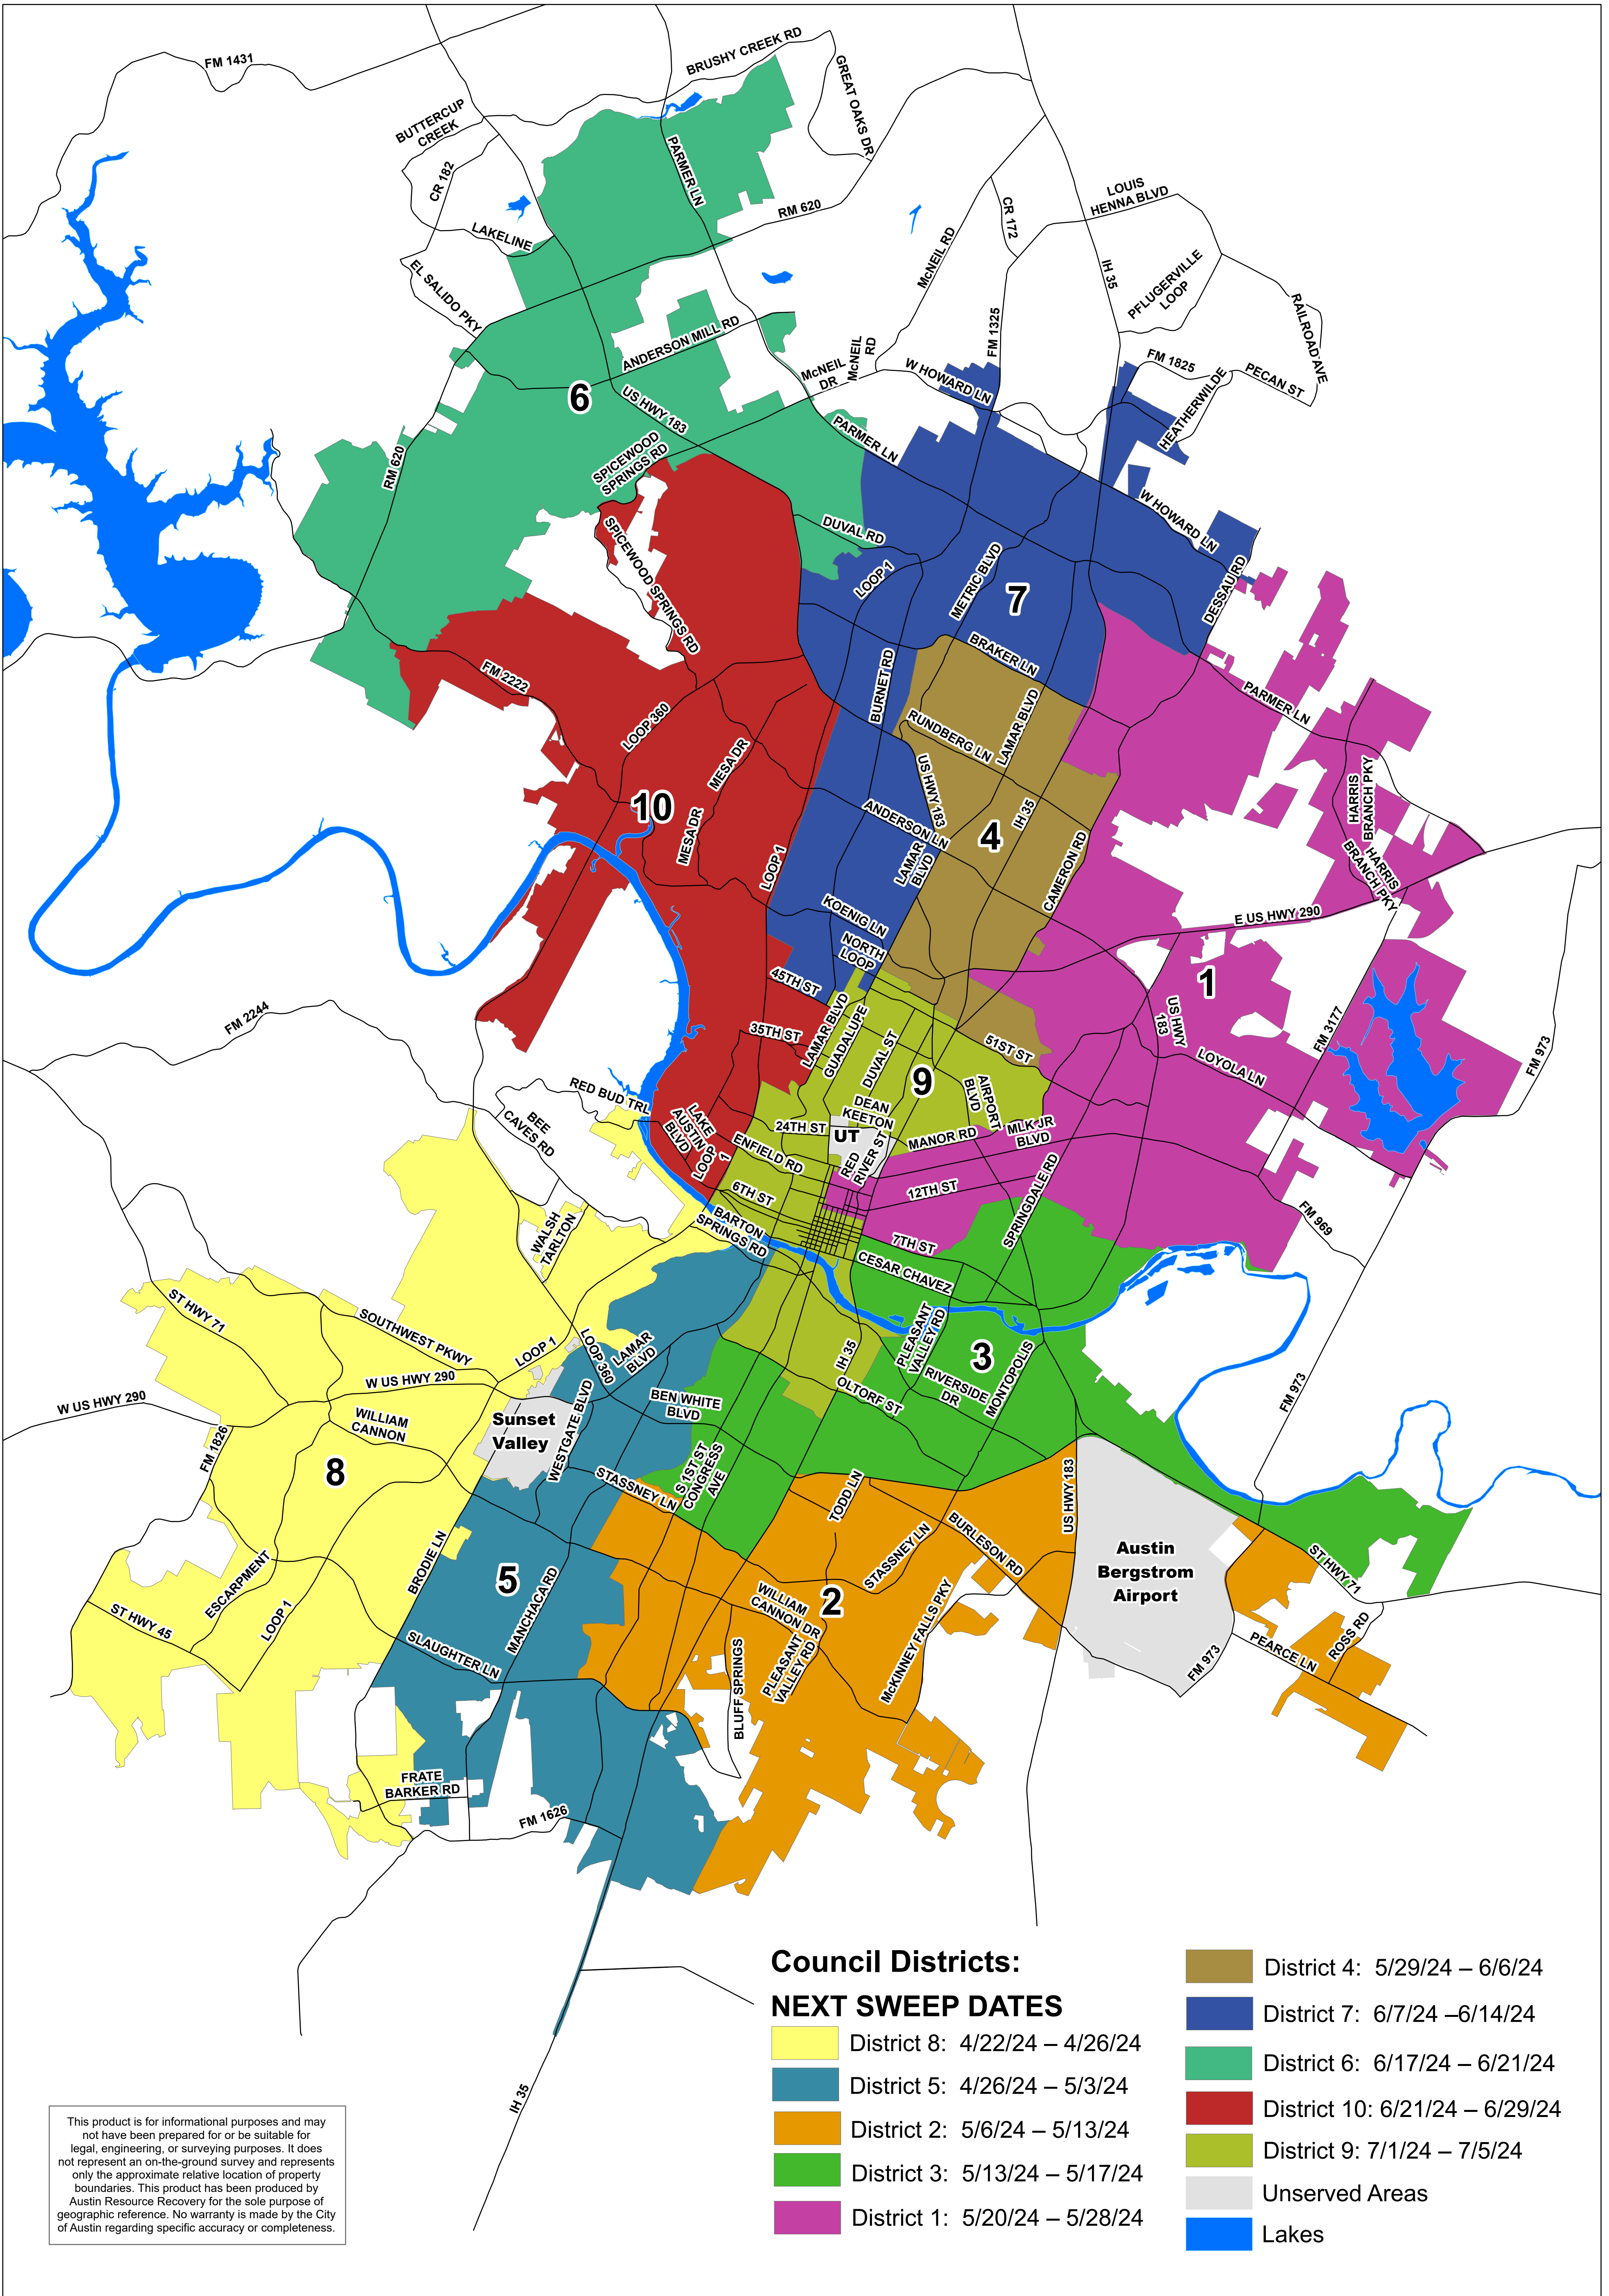 FM 1431
BRUSHY CREEK RD
GREAT OAKS DR
BUTTERCUP
CREEK
CR 182
PARMER LN
LAKELINE
EL SALIDO PKY
RM 620
McNEIL RD
CR 172
LOUIS
HENNA BLVD
IH 35
PFLUGERVILLE
LOOP
RAILROAD AVE
FM 1325
ANDERSON MILL RD
McNEIL
DR
McNEIL
RD
W HOWARD LN
FM 1825
PECAN ST
HEATHERWILDE
6
US HWY 183
SPICEWOOD
SPRINGS RD
PARMER LN
RM 620
W HOWARD LN
SPICEWOOD SPRINGS RD
DUVAL RD
LOOP 1
METRIC BLVD
7
DESSAU RD
BRAKER LN
FM 2222
BURNET RD
PARMER LN
LOOP 360
RUNDBERG LN
LAMAR BLVD
MESA DR
US HWY 183
HARRIS
BRANCH PKY
10
MESA DR
ANDERSON LN
IH 35
4
LOOP 1
LAMAR
BLVD
CAMERON RD
HARRIS
BRANCH PKY
KOENIG LN
E US HWY 290
NORTH
LOOP
45TH ST
1
FM 2244
35TH ST
LAMAR BLVD
GUADALUPE
DUVAL ST
51ST ST
US HWY
183
FM 3177
LOYOLA LN
FM 973
RED BUD TRL
9
AIRPORT
BLVD
BEE
CAVES RD
LAKE
AUSTIN
BLVD
DEAN
KEETON
24TH ST
UT
MANOR RD
MLK JR
BLVD
LOOP
1
ENFIELD RD
RED
RIVER ST
6TH ST
12TH ST
SPRINGDALE RD
WALSH
TARLTON
BARTON
SPRINGS RD
7TH ST
FM 969
CESAR CHAVEZ
ST HWY 71
SOUTHWEST PKWY
LOOP 1
LOOP 360
LAMAR
BLVD
IH 35
PLEASANT
VALLEY RD
3
RIVERSIDE
DR
MONTOPOLIS
FM 973
W US HWY 290
W US HWY 290
BEN WHITE
BLVD
OLTORF ST
WILLIAM
CANNON
Sunset
Valley
WESTGATE BLVD
FM 1826
8
S 1ST ST
CONGRESS
AVE
STASSNEY LN
TODD LN
US HWY 183
BURLESON RD
STASSNEY LN
Austin
Bergstrom
Airport
ST HWY 71
BRODIE LN
5
ESCARPMENT
LOOP 1
MANCHACA RD
WILLIAM
CANNON DR
2
McKINNEY FALLS PKY
ST HWY 45
SLAUGHTER LN
BLUFF SPRINGS
PLEASANT
VALLEY RD
FM 973
PEARCE LN
ROSS RD
FRATE
BARKER RD
FM 1626
IH 35
Council Districts:
NEXT SWEEP DATES
District 8: 4/22/24 – 4/26/24
District 5: 4/26/24 – 5/3/24
District 2: 5/6/24 – 5/13/24
District 3: 5/13/24 – 5/17/24
District 1: 5/20/24 – 5/28/24
District 4: 5/29/24 – 6/6/24
District 7: 6/7/24 –6/14/24
District 6: 6/17/24 – 6/21/24
District 10: 6/21/24 – 6/29/24
District 9: 7/1/24 – 7/5/24
Unserved Areas
Lakes
This product is for informational purposes and may
not have been prepared for or be suitable for
legal, engineering, or surveying purposes. It does
not represent an on-the-ground survey and represents
only the approximate relative location of property
boundaries. This product has been produced by
Austin Resource Recovery for the sole purpose of
geographic reference. No warranty is made by the City
of Austin regarding specific accuracy or completeness.